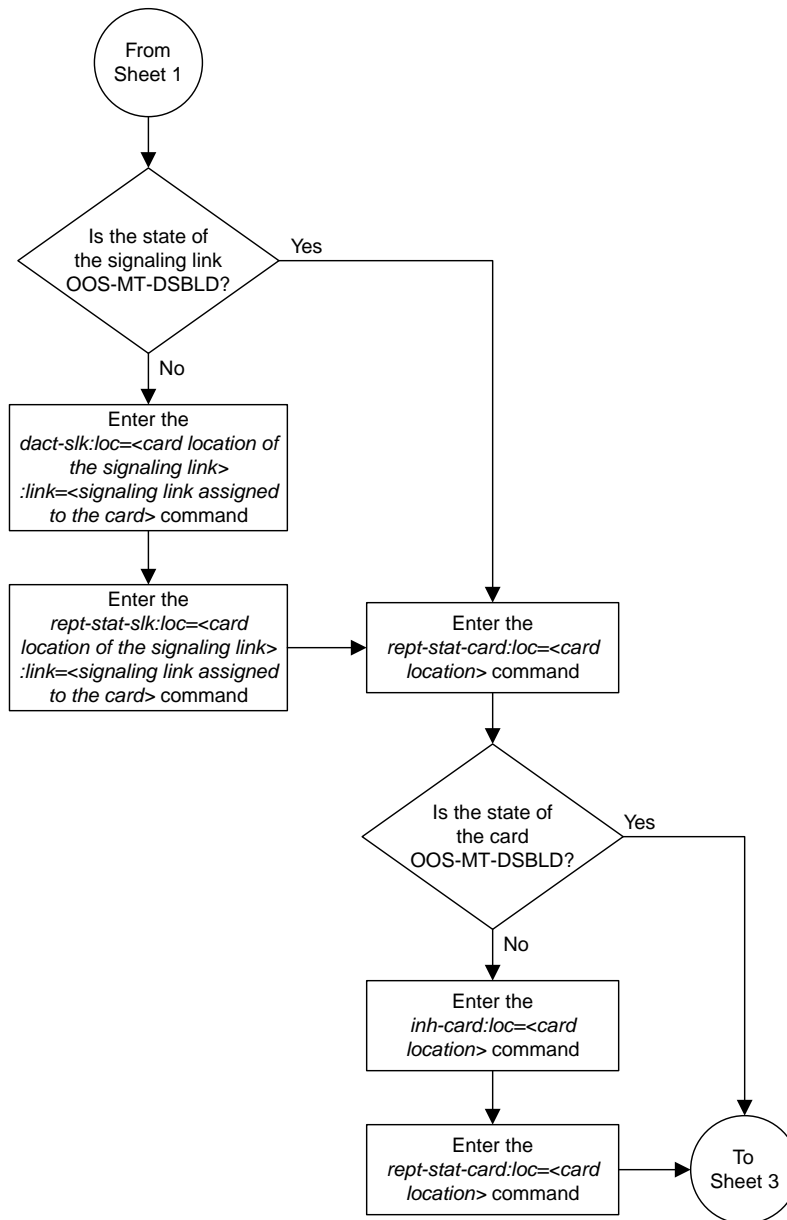 From
Sheet 1
Is the state of
the signaling link
OOS-MT-DSBLD?
Yes
No
Enter the
dact-slk:loc=<card location of
the signaling link>
:link=<signaling link assigned
to the card> command
Enter the
rept-stat-slk:loc=<card
location of the signaling link>
:link=<signaling link assigned
to the card> command
Enter the
rept-stat-card:loc=<card
location> command
Is the state of
the card
OOS-MT-DSBLD?
Yes
No
Enter the
inh-card:loc=<card
location> command
Enter the
rept-stat-card:loc=<card
location> command
To
Sheet 3